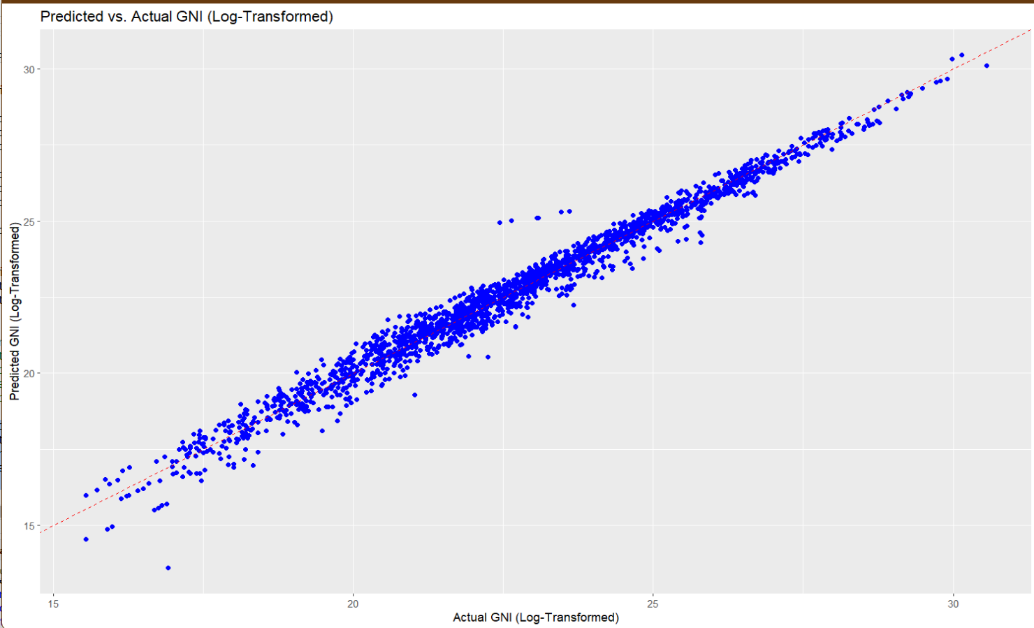 Predicted vs. Actual GNI (Log-Transformed)
Predicted GNI (Log-Transformed)
30
25
20
15
15
20
25
30
Actual GNI (Log-Transformed)